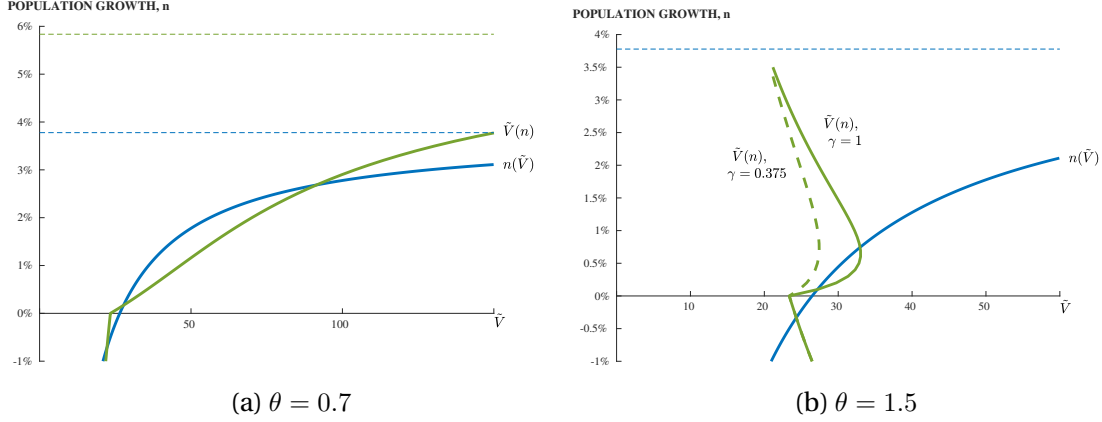 POPULATION GROWTH, n
6%
5%
4%
3%
2%
1%
0%
-1%
50
100
Ṽ
Ṽ(n)
n(Ṽ)
(a) θ = 0.7
POPULATION GROWTH, n
4%
3.5%
3%
2.5%
2%
1.5%
1%
0.5%
0%
-0.5%
-1%
10
20
30
40
50
Ṽ
Ṽ(n),
γ = 1
Ṽ(n),
γ = 0.375
n(Ṽ)
(b) θ = 1.5